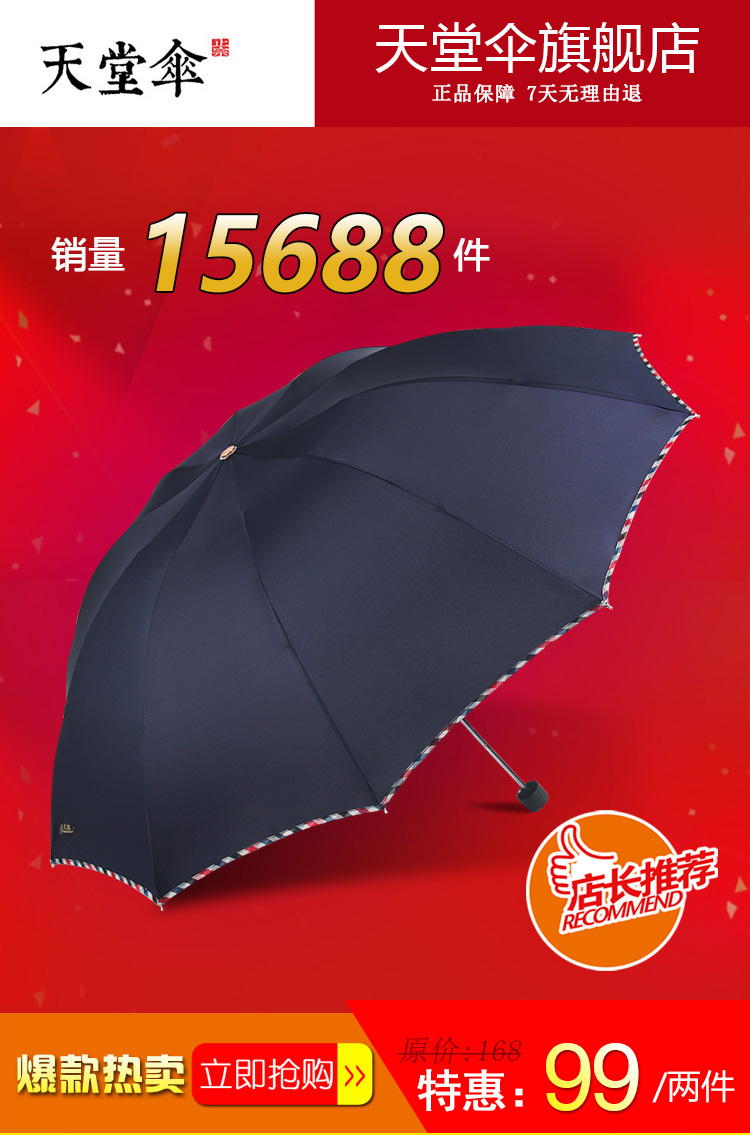 天堂伞
天堂伞旗舰店
正品保障 7天无理由退
销量 15688 件
店长推荐
RECOMMEND
爆款热卖
立即抢购 »
原价:168
特惠：99/两件